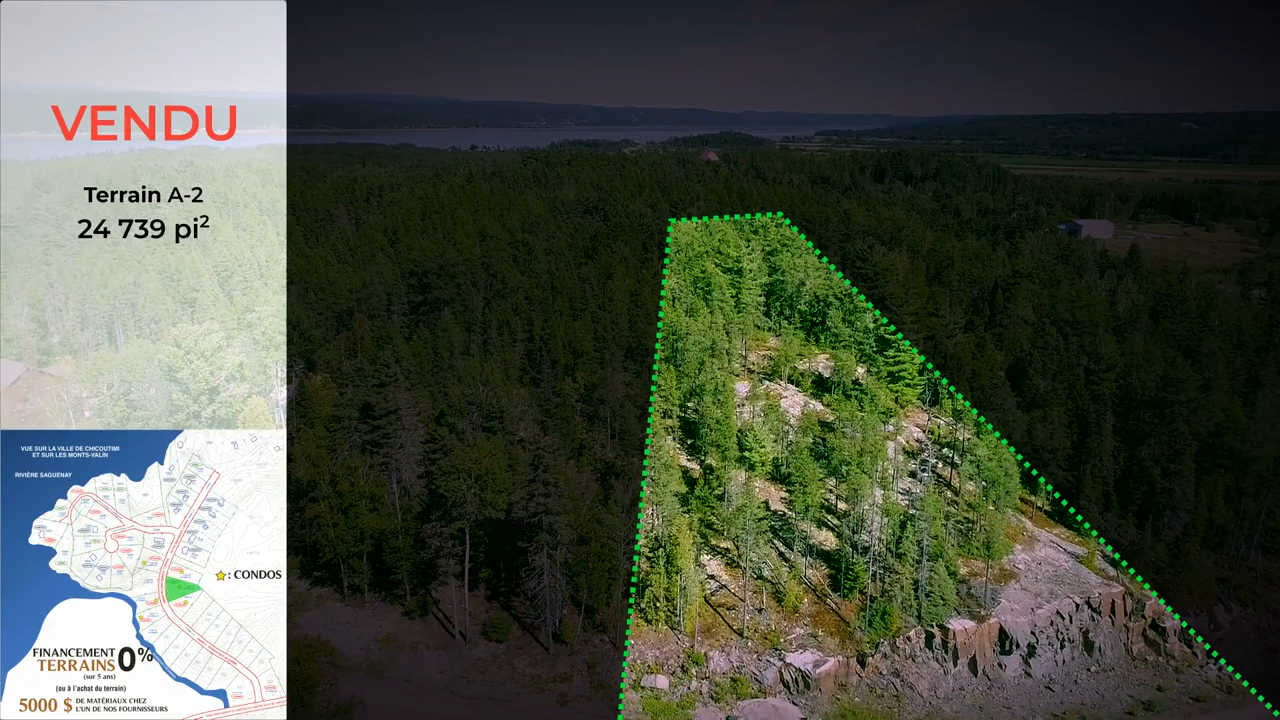 VENDU
Terrain A-2
24 739 pi²
VUE SUR LA VILLE DE CHICOUTIMI
ET SUR LES MONTS-VALIN
RIVIÈRE SAGUENAY
: CONDOS
FINANCEMENT
TERRAINS 0%
(sur 5 ans)
(ou à l'achat du terrain)
5000 $ DE MATÉRIAUX CHEZ
L'UN DE NOS FOURNISSEURS